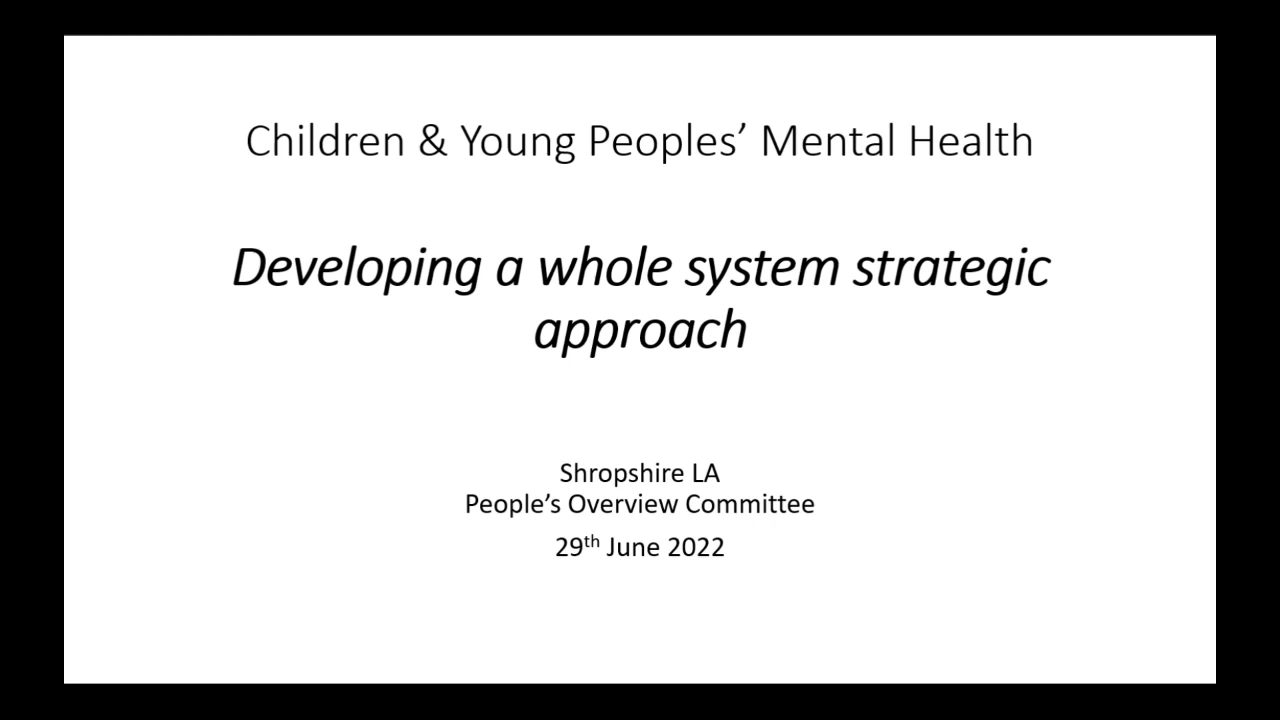 Children & Young Peoples’ Mental Health
Developing a whole system strategic
approach
Shropshire LA
People’s Overview Committee
29th June 2022